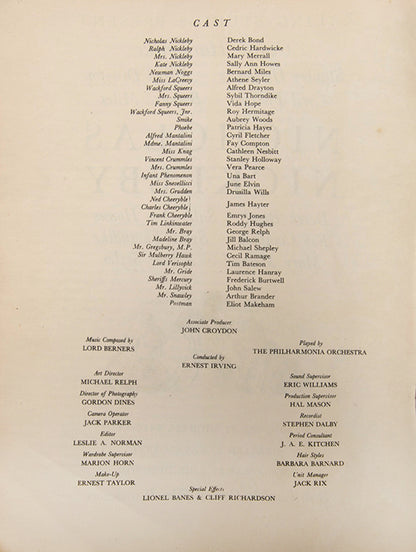 CAST
Nicholas Nickleby Derek Bond
Ralph Nickleby Cedric Hardwicke
Mrs. Nickleby Mary Merrall
Kate Nickleby Sally Ann Howes
Newman Noggs Bernard Miles
Miss LaCreevy Athene Seyler
Wackford Squeers Alfred Drayton
Mrs. Squeers Sybil Thorndike
Fanny Squeers Vida Hope
Wackford Squeers, Jnr. Roy Hermitage
Smike Aubrey Woods
Phoebe Patricia Hayes
Alfred Mantalini Cyril Fletcher
Mdme. Mantalini Fay Compton
Miss Knag Cathleen Nesbitt
Vincent Crummles Stanley Holloway
Mrs. Crummles Vera Pearce
Infant Phenomenon Una Bart
Miss Snevellicci June Elvin
Mrs. Grudden Drusilla Wills
Ned Cheeryble
Charles Cheeryble James Hayter
Frank Cheeryble Emrys Jones
Tim Linkinwater Roddy Hughes
Mr. Bray George Relph
Madeline Bray Jill Balcon
Mr. Gregsbury, M.P. Michael Shepley
Sir Mulberry Hawk Cecil Ramage
Lord Verisopht Tim Bateson
Mr. Gride Laurence Hanray
Sheriffs Mercury Frederick Burtwell
Mr. Lillyvick John Salew
Mr. Snawley Arthur Brander
Postman Eliot Makeham
Associate Producer
JOHN CROYDON
Music Composed by
LORD BERNERS
Played by
THE PHILHARMONIA ORCHESTRA
Conducted by
ERNEST IRVING
Art Director
MICHAEL RELPH
Sound Supervisor
ERIC WILLIAMS
Director of Photography
GORDON DINES
Production Supervisor
HAL MASON
Camera Operator
JACK PARKER
Recordist
STEPHEN DALBY
Editor
LESLIE A. NORMAN
Period Consultant
J. A. E. KITCHEN
Wardrobe Supervisor
MARION HORN
Hair Styles
BARBARA BARNARD
Make-Up
ERNEST TAYLOR
Unit Manager
JACK RIX
Special Effects
LIONEL BANES & CLIFF RICHARDSON